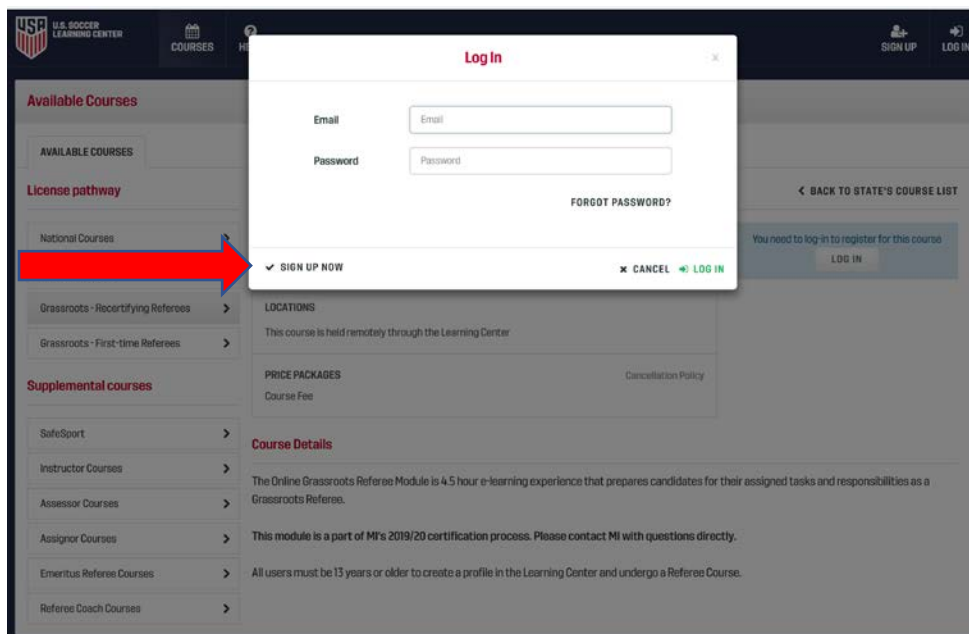 U.S. SOCCER
LEARNING CENTER
COURSES
SIGN UP
LOG IN
Log In
Email
Email
Password
Password
FORGOT PASSWORD?
SIGN UP NOW
CANCEL
LOG IN
Available Courses
AVAILABLE COURSES
License pathway
BACK TO STATE'S COURSE LIST
National Courses
You need to log-in to register for this course
LOG IN
Grassroots - Recertifying Referees
Grassroots - First-time Referees
LOCATIONS
This course is held remotely through the Learning Center
PRICE PACKAGES
Cancellation Policy
Course Fee
Supplemental courses
SafeSport
Instructor Courses
Assessor Courses
Assignor Courses
Emeritus Referee Courses
Referee Coach Courses
Course Details
The Online Grassroots Referee Module is 4.5 hour e-learning experience that prepares candidates for their assigned tasks and responsibilities as a
Grassroots Referee.
This module is a part of MI's 2019/20 certification process. Please contact MI with questions directly.
All users must be 13 years or older to create a profile in the Learning Center and undergo a Referee Course.